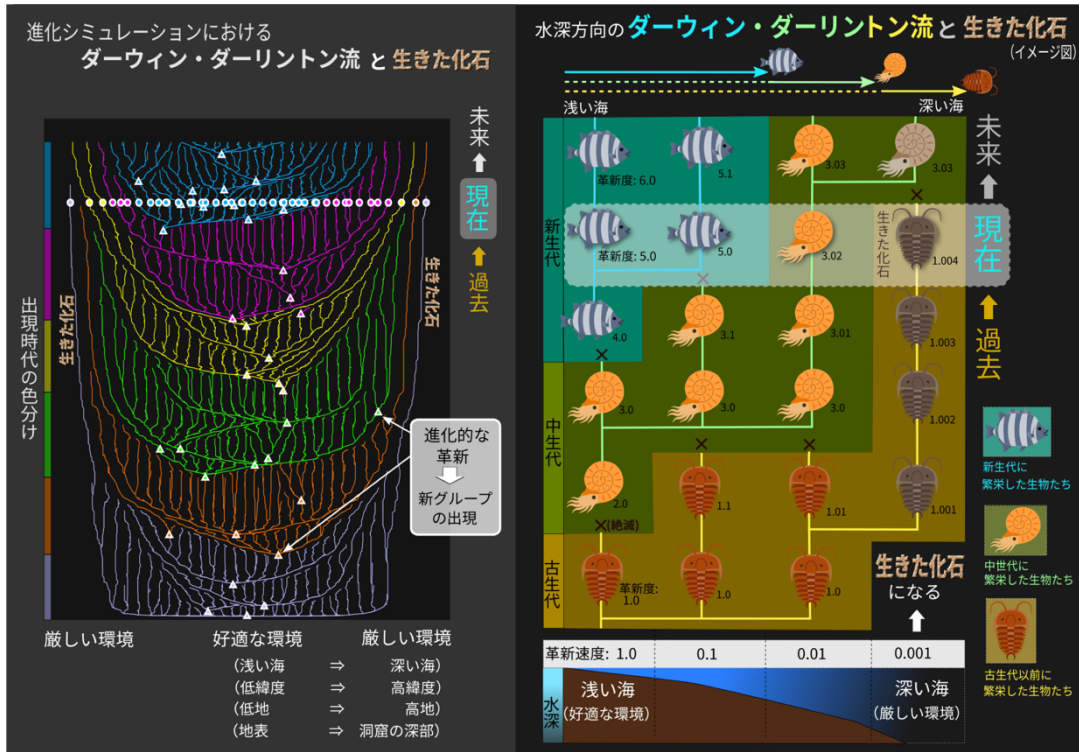 進化シミュレーションにおける
ダーウィン・ダーリントン流 と 生きた化石
未来
現在
過去
出現時代の色分け
生きた化石
生きた化石
進化的な
革新
新グループ
の出現
厳しい環境 好適な環境 厳しい環境
(浅い海 ⇒ 深い海)
(低緯度 ⇒ 高緯度)
(低地 ⇒ 高地)
(地表 ⇒ 洞窟の深部)
水深方向の ダーウィン・ダーリントン流 と 生きた化石
(イメージ図)
浅い海 深い海
新生代
中生代
古生代
革新度: 6.0 5.1 3.03 3.03
革新度: 5.0 5.0 3.02 1.004
生きた化石
4.0 3.1 3.01 1.003
3.0 3.0 3.0 1.002
2.0 1.1 1.01 1.001
(絶滅)
革新度:
1.0 1.0 1.0
生きた化石
になる
未来
現在
過去
新生代に
繁栄した生物たち
中世代に
繁栄した生物たち
古生代以前に
繁栄した生物たち
革新速度: 1.0 0.1 0.01 0.001
水深
浅い海 深い海
(好適な環境) (厳しい環境)